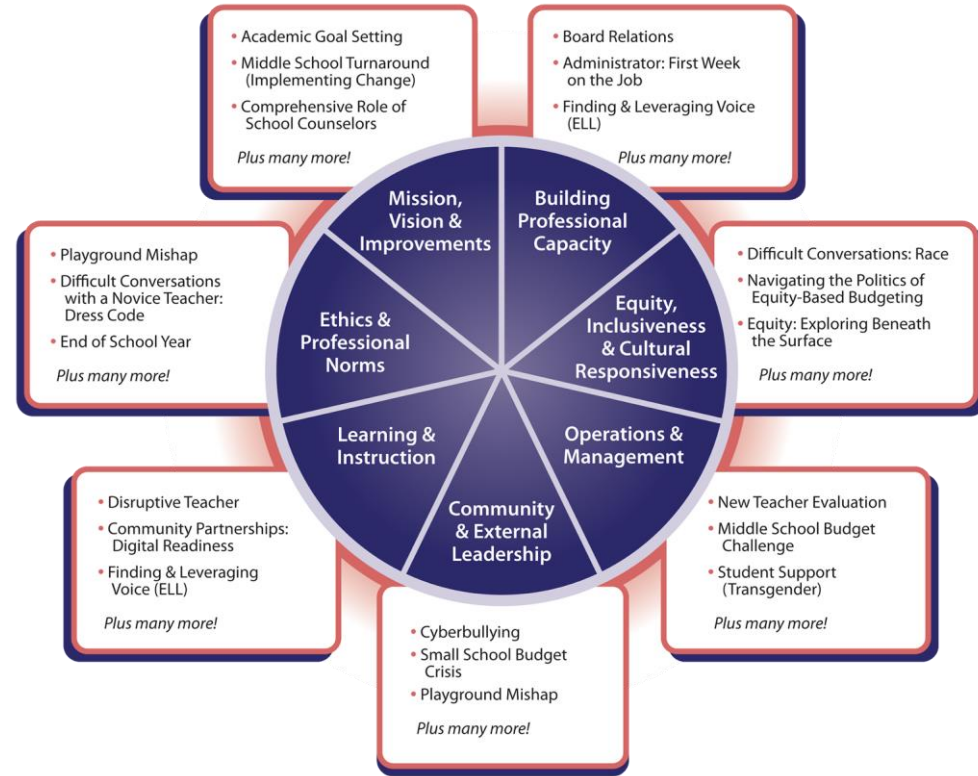 • Academic Goal Setting
• Middle School Turnaround
(Implementing Change)
• Comprehensive Role of
School Counselors
Plus many more!
• Board Relations
• Administrator: First Week
on the Job
• Finding & Leveraging Voice
(ELL)
Plus many more!
Mission,
Vision &
Improvements
Building
Professional
Capacity
• Playground Mishap
• Difficult Conversations
with a Novice Teacher:
Dress Code
• End of School Year
Plus many more!
Ethics &
Professional
Norms
Equity,
Inclusiveness
& Cultural
Responsiveness
• Difficult Conversations: Race
• Navigating the Politics of
Equity-Based Budgeting
• Equity: Exploring Beneath
the Surface
Plus many more!
Learning &
Instruction
Community
& External
Leadership
Operations &
Management
• Disruptive Teacher
• Community Partnerships:
Digital Readiness
• Finding & Leveraging
Voice (ELL)
Plus many more!
• Cyberbullying
• Small School Budget
Crisis
• Playground Mishap
Plus many more!
• New Teacher Evaluation
• Middle School Budget
Challenge
• Student Support
(Transgender)
Plus many more!